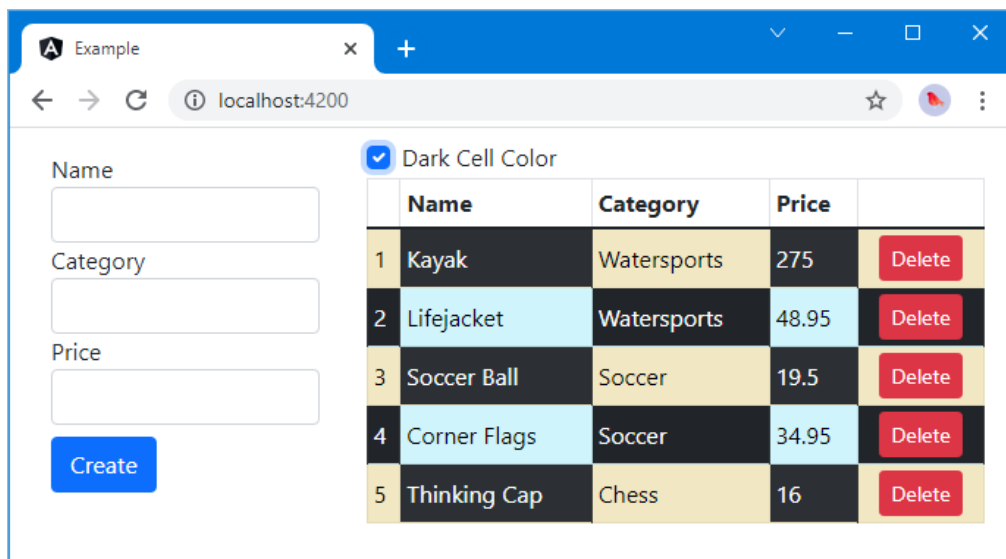 Example
localhost:4200
Name
Category
Price
Create
Dark Cell Color
Name Category Price
1 Kayak Watersports 275 Delete
2 Lifejacket Watersports 48.95 Delete
3 Soccer Ball Soccer 19.5 Delete
4 Corner Flags Soccer 34.95 Delete
5 Thinking Cap Chess 16 Delete